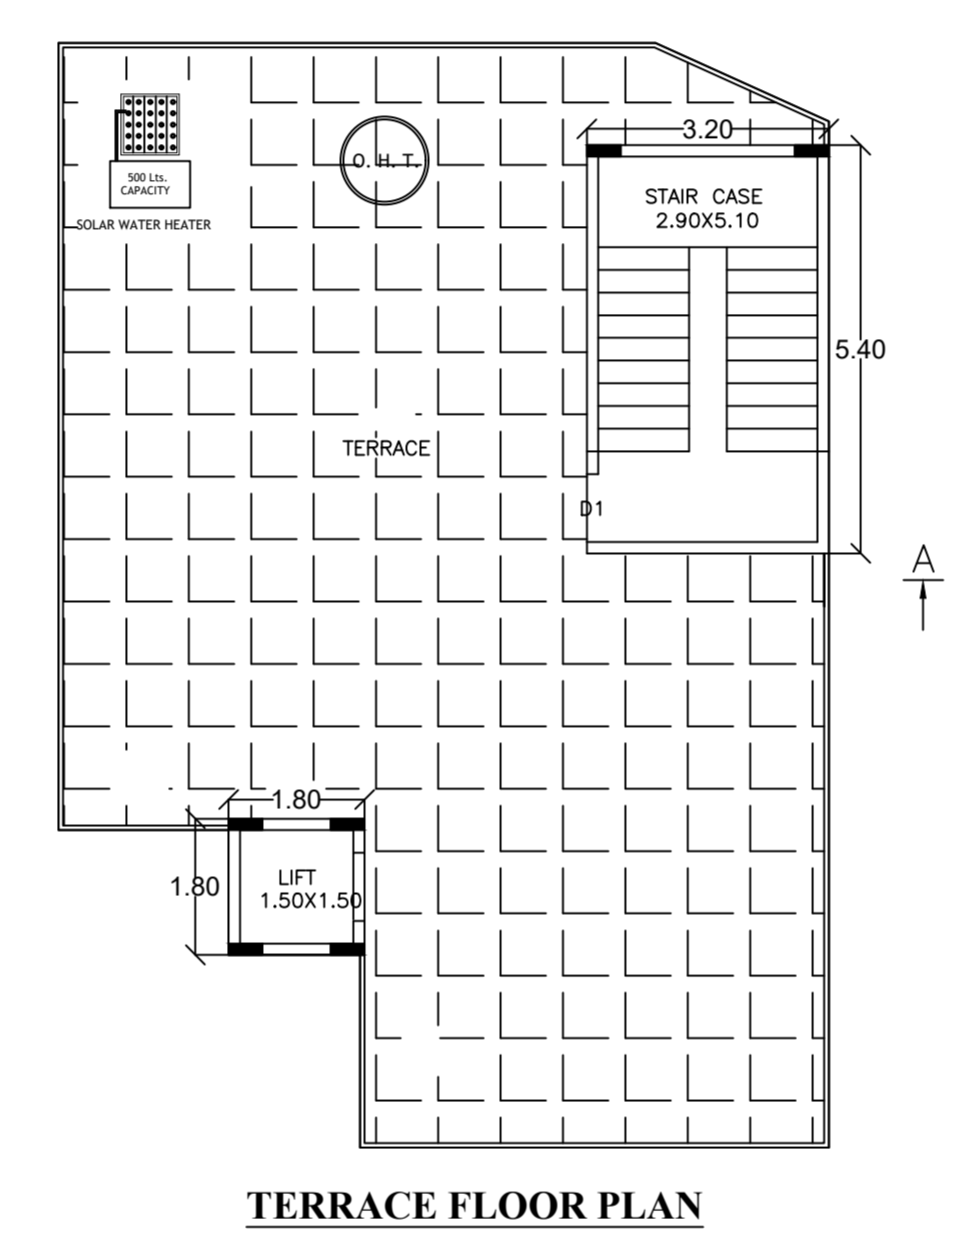 3.20
O. H. T.
500 Lts.
CAPACITY
SOLAR WATER HEATER
STAIR CASE
2.90X5.10
5.40
TERRACE
D1
A
1.80
1.80
LIFT
1.50X1.50
TERRACE FLOOR PLAN